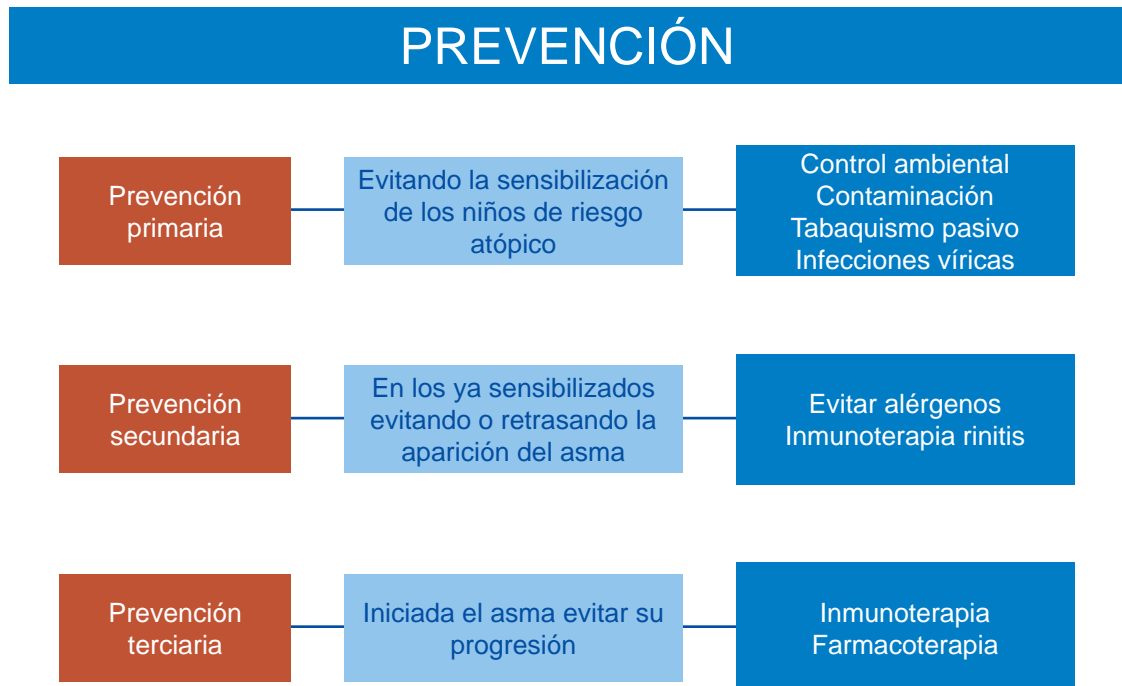 PREVENCIÓN
Prevención
primaria
Evitando la sensibilización
de los niños de riesgo
atópico
Control ambiental
Contaminación
Tabaquismo pasivo
Infecciones víricas
Prevención
secundaria
En los ya sensibilizados
evitando o retrasando la
aparición del asma
Evitar alérgenos
Inmunoterapia rinitis
Prevención
terciaria
Iniciada el asma evitar su
progresión
Inmunoterapia
Farmacoterapia